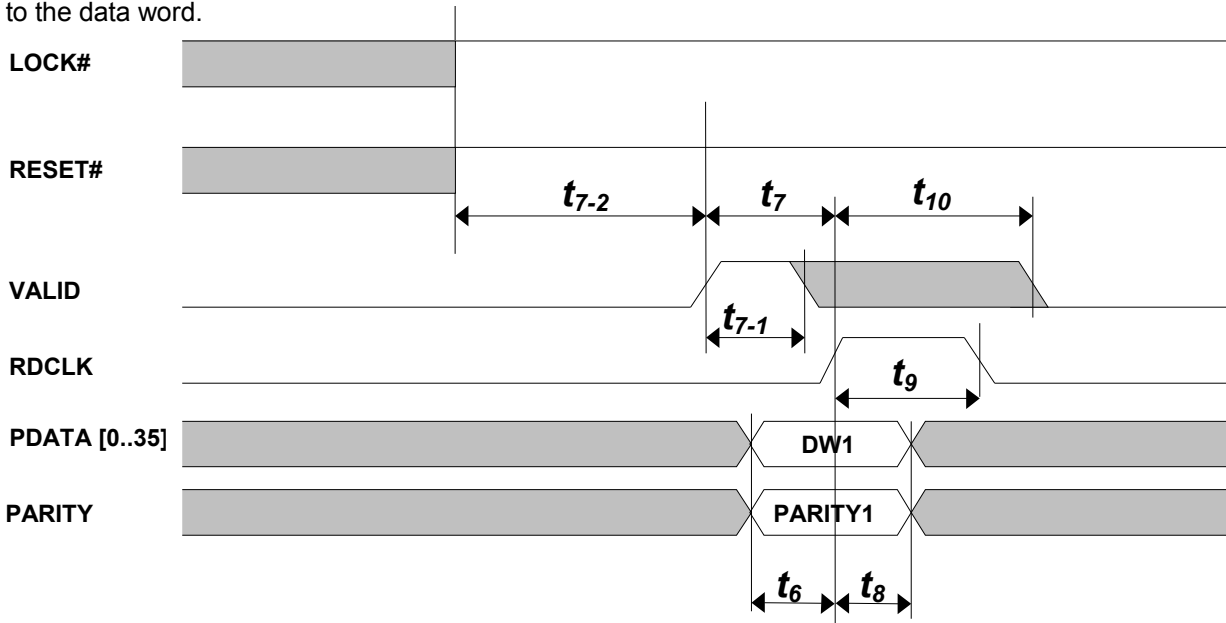 to the data word.
LOCK#
RESET#
t7-2
t7
t10
VALID
t7-1
RDCLK
t9
PDATA [0..35]
DW1
PARITY
PARITY1
t6
t8